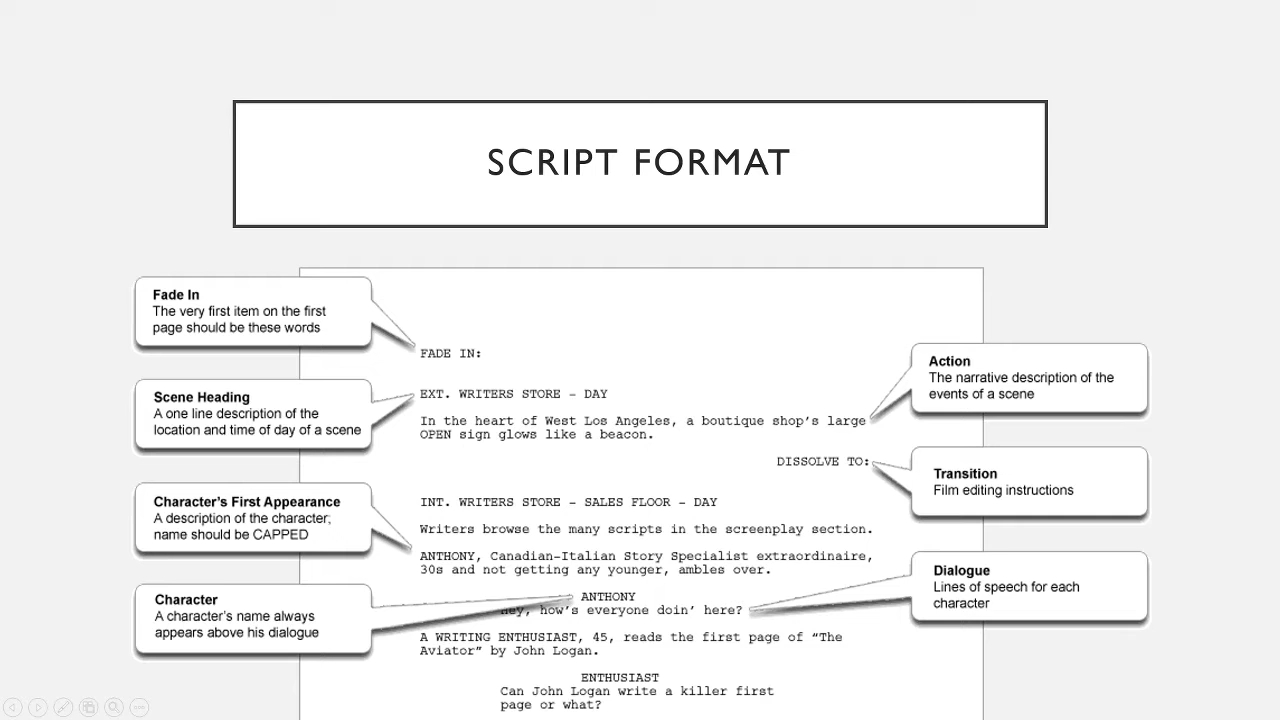 SCRIPT FORMAT
Fade In
The very first item on the first
page should be these words
Scene Heading
A one line description of the
location and time of day of a scene
Character's First Appearance
A description of the character;
name should be CAPPED
Character
A character's name always
appears above his dialogue
FADE IN:
EXT. WRITERS STORE - DAY
In the heart of West Los Angeles, a boutique shop's large
OPEN sign glows like a beacon.
DISSOLVE TO:
INT. WRITERS STORE - SALES FLOOR - DAY
Writers browse the many scripts in the screenplay section.
ANTHONY, Canadian-Italian Story Specialist extraordinaire,
30s and not getting any younger, ambles over.
ANTHONY
Hey, how's everyone doin' here?
A WRITING ENTHUSIAST, 45, reads the first page of “The
Aviator” by John Logan.
ENTHUSIAST
Can John Logan write a killer first
page or what?
Action
The narrative description of the
events of a scene
Transition
Film editing instructions
Dialogue
Lines of speech for each
character